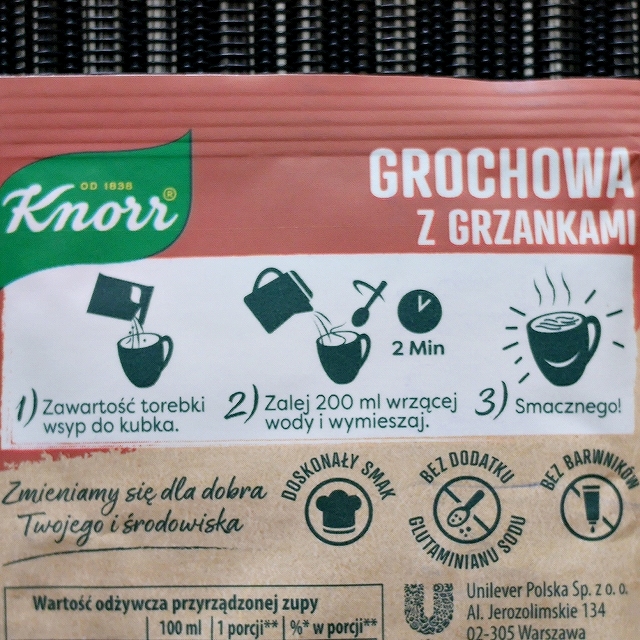 OD 1838
Knorr®
GROCHOWA
Z GRZANKAMI
2 Min
1) Zawartość torebki
wsyp do kubka.
2) Zalej 200 ml wrzącej
wody i wymieszaj.
3) Smacznego!
Zmieniamy się dla dobra
Twojego i środowiska
DOSKONAŁY SMAK
BEZ DODATKU
GLUTAMINIANU SODU
BEZ BARWNIKÓW
Wartość odżywcza przyrządzonej zupy
100 ml 1 porcji** %* w porcji**
Unilever Polska Sp. z o. o.
Al. Jerozolimskie 134
02-305 Warszawa